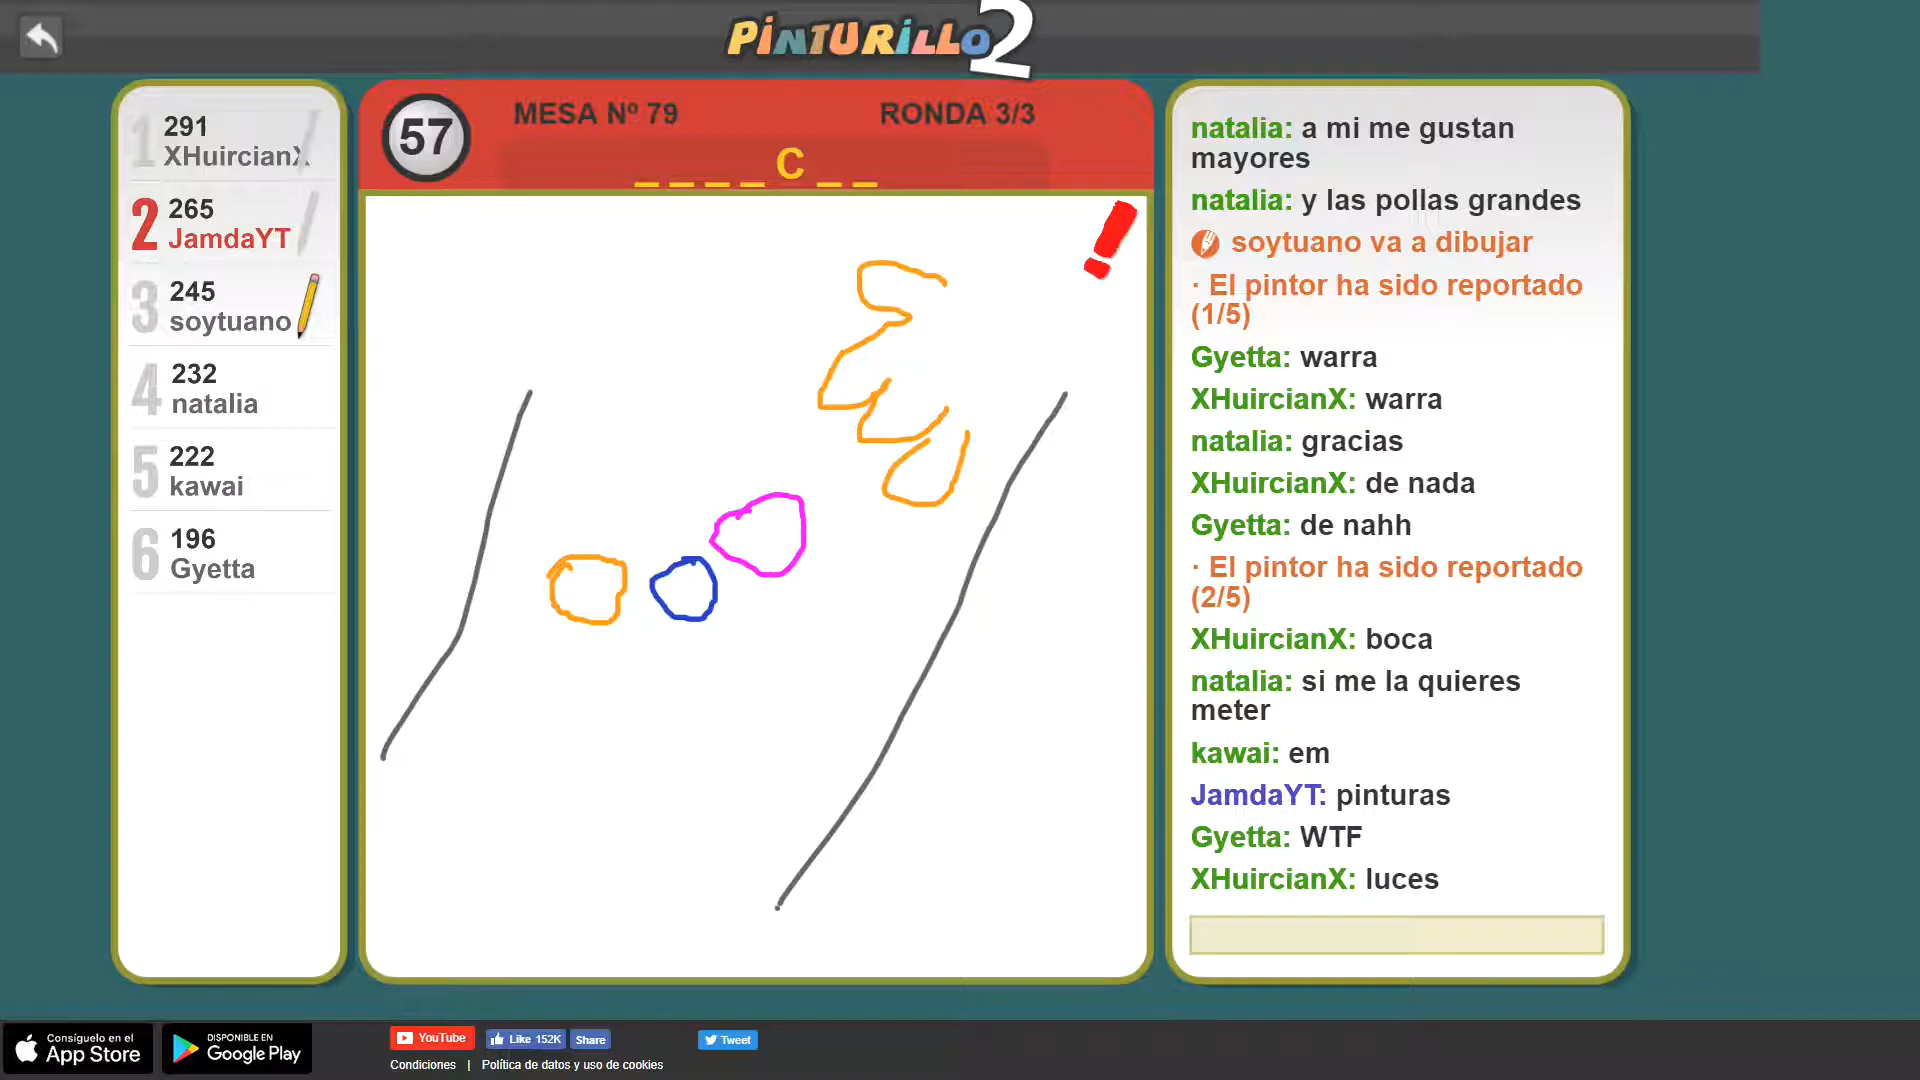 PINTURILLO 2
1
291
XHuircianX
2
265
JamdaYT
3
245
soytuano
4
232
natalia
5
222
kawai
6
196
Gyetta
57
MESA Nº 79
RONDA 3/3
_ _ _ _ C _ _
natalia: a mi me gustan
mayores
natalia: y las pollas grandes
soytuano va a dibujar
· El pintor ha sido reportado
(1/5)
Gyetta: warra
XHuircianX: warra
natalia: gracias
XHuircianX: de nada
Gyetta: de nahh
· El pintor ha sido reportado
(2/5)
XHuircianX: boca
natalia: si me la quieres
meter
kawai: em
JamdaYT: pinturas
Gyetta: WTF
XHuircianX: luces
Consíguelo en el
App Store
DISPONIBLE EN
Google Play
YouTube
Like 152K
Share
Tweet
Condiciones | Política de datos y uso de cookies